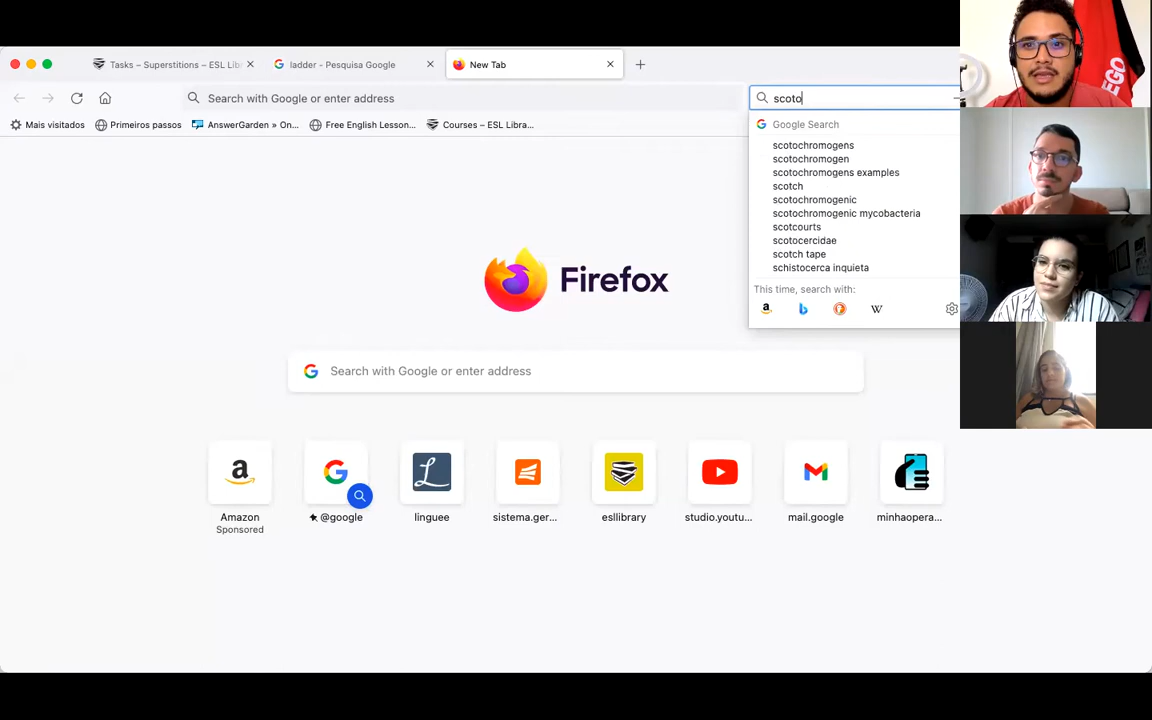 Tasks – Superstitions – ESL Lib
ladder - Pesquisa Google
New Tab
Search with Google or enter address
scoto
Mais visitados
Primeiros passos
AnswerGarden » On...
Free English Lesson...
Courses – ESL Libra...
G Google Search
scotochromogens
scotochromogen
scotochromogens examples
scotch
scotochromogenic
scotochromogenic mycobacteria
scotcourts
scotocercidae
scotch tape
schistocerca inquieta
This time, search with:
a
b
W
Firefox
G Search with Google or enter address
a
G
L
M
Amazon
Sponsored
@google
linguee
sistema.ger...
esllibrary
studio.youtu...
mail.google
minhaopera...
EGO